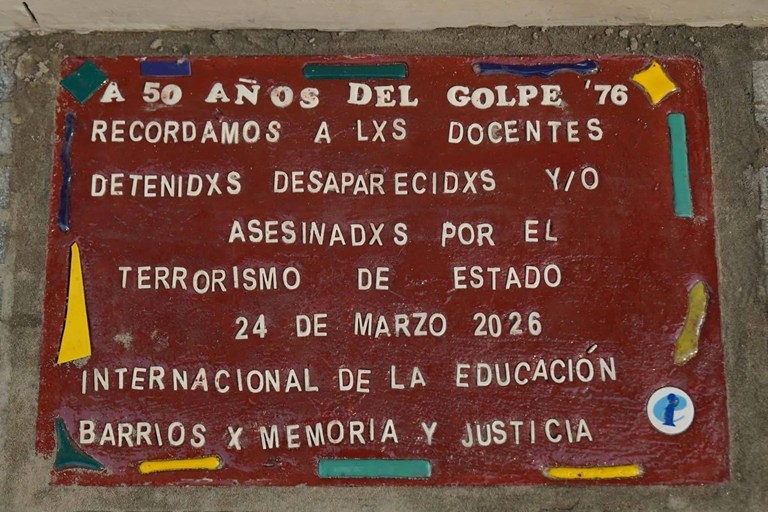 A 50 AÑOS DEL GOLPE '76
RECORDAMOS A LXS DOCENTES
DETENIDXS DESAPARECIDXS Y/O
ASESINADXS POR EL
TERRORISMO DE ESTADO
24 DE MARZO 2026
INTERNACIONAL DE LA EDUCACIÓN
BARRIOS X MEMORIA Y JUSTICIA